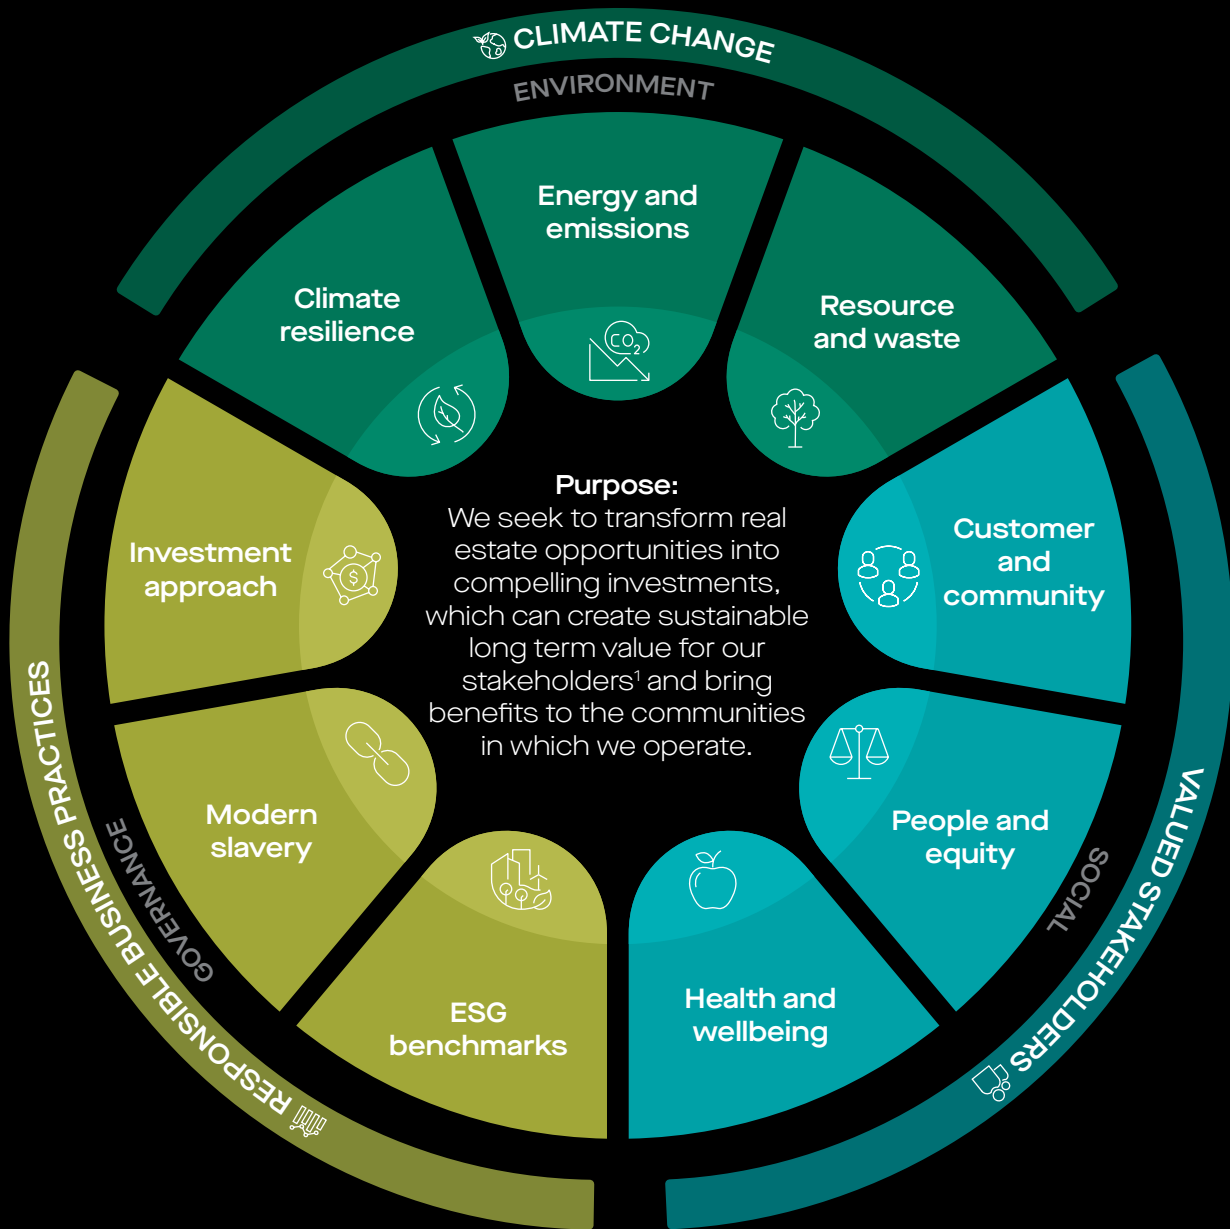 CLIMATE CHANGE
ENVIRONMENT
Energy and
emissions
Climate
resilience
Resource
and waste
CO2
Purpose:
We seek to transform real
estate opportunities into
compelling investments,
which can create sustainable
long term value for our
stakeholders¹ and bring
benefits to the communities
in which we operate.
Customer
and
community
People and
equity
Health and
wellbeing
SOCIAL
VALUED STAKEHOLDERS
Investment
approach
$
Modern
slavery
ESG
benchmarks
GOVERNANCE
RESPONSIBLE BUSINESS PRACTICES